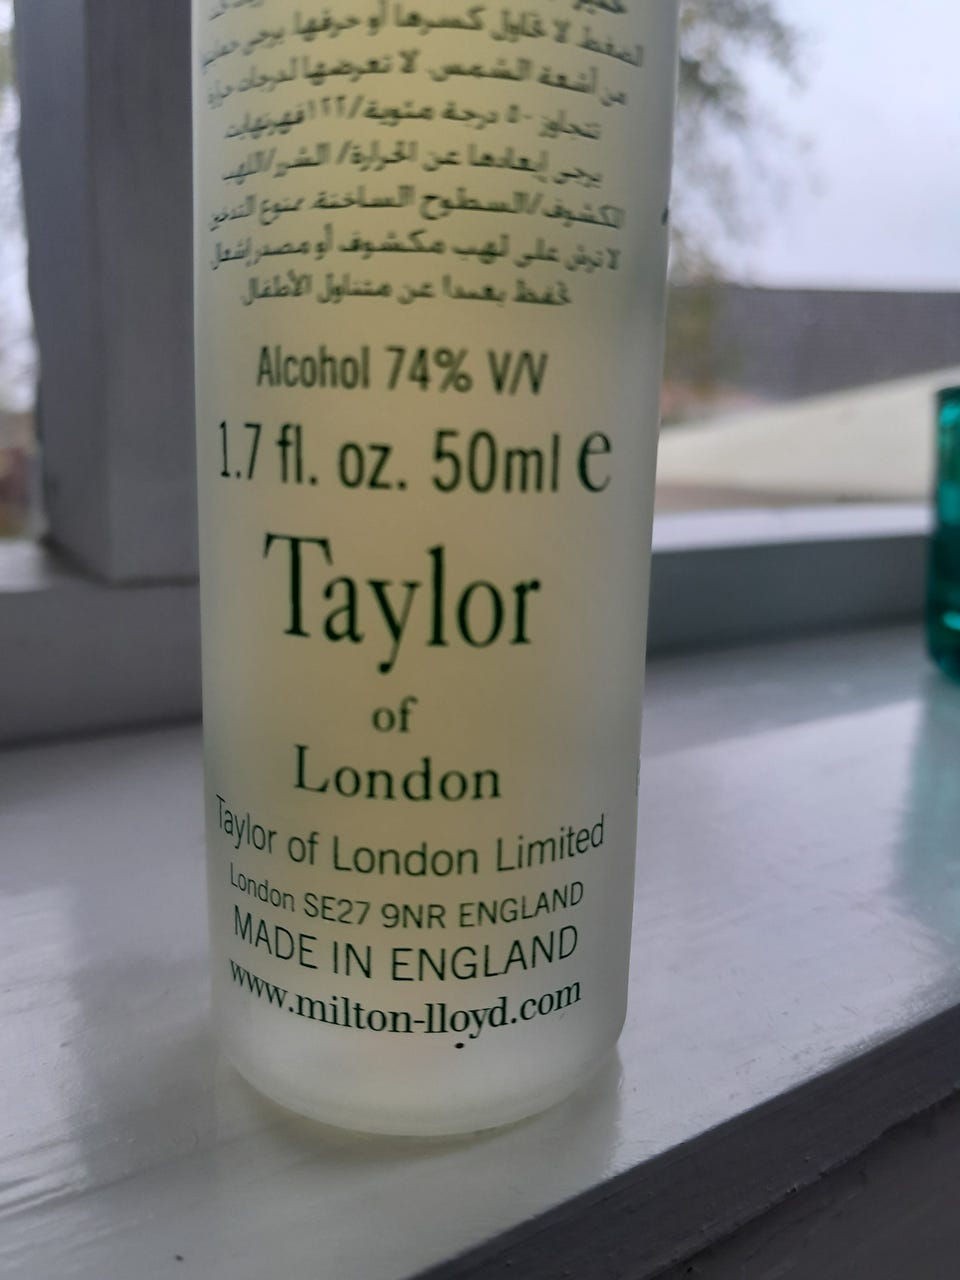 الضغط لا تحاول كسرها أو حرقها يرجى حمايتها
من أشعة الشمس. لا تعرضها لدرجات حرارة
تتجاوز ٥٠ درجة مئوية/١٢٢ فهرنهايت
يرجى إبعادها عن الحرارة/ الشرر/اللهب
المكشوف/السطوح الساخنة. ممنوع التدخين
لا ترش على لهب مكشوف أو مصدر إشعال
تحفظ بعيدا عن متناول الأطفال
Alcohol 74% V/V
1.7 fl. oz. 50ml e
Taylor
of
London
Taylor of London Limited
London SE27 9NR ENGLAND
MADE IN ENGLAND
www.milton-lloyd.com